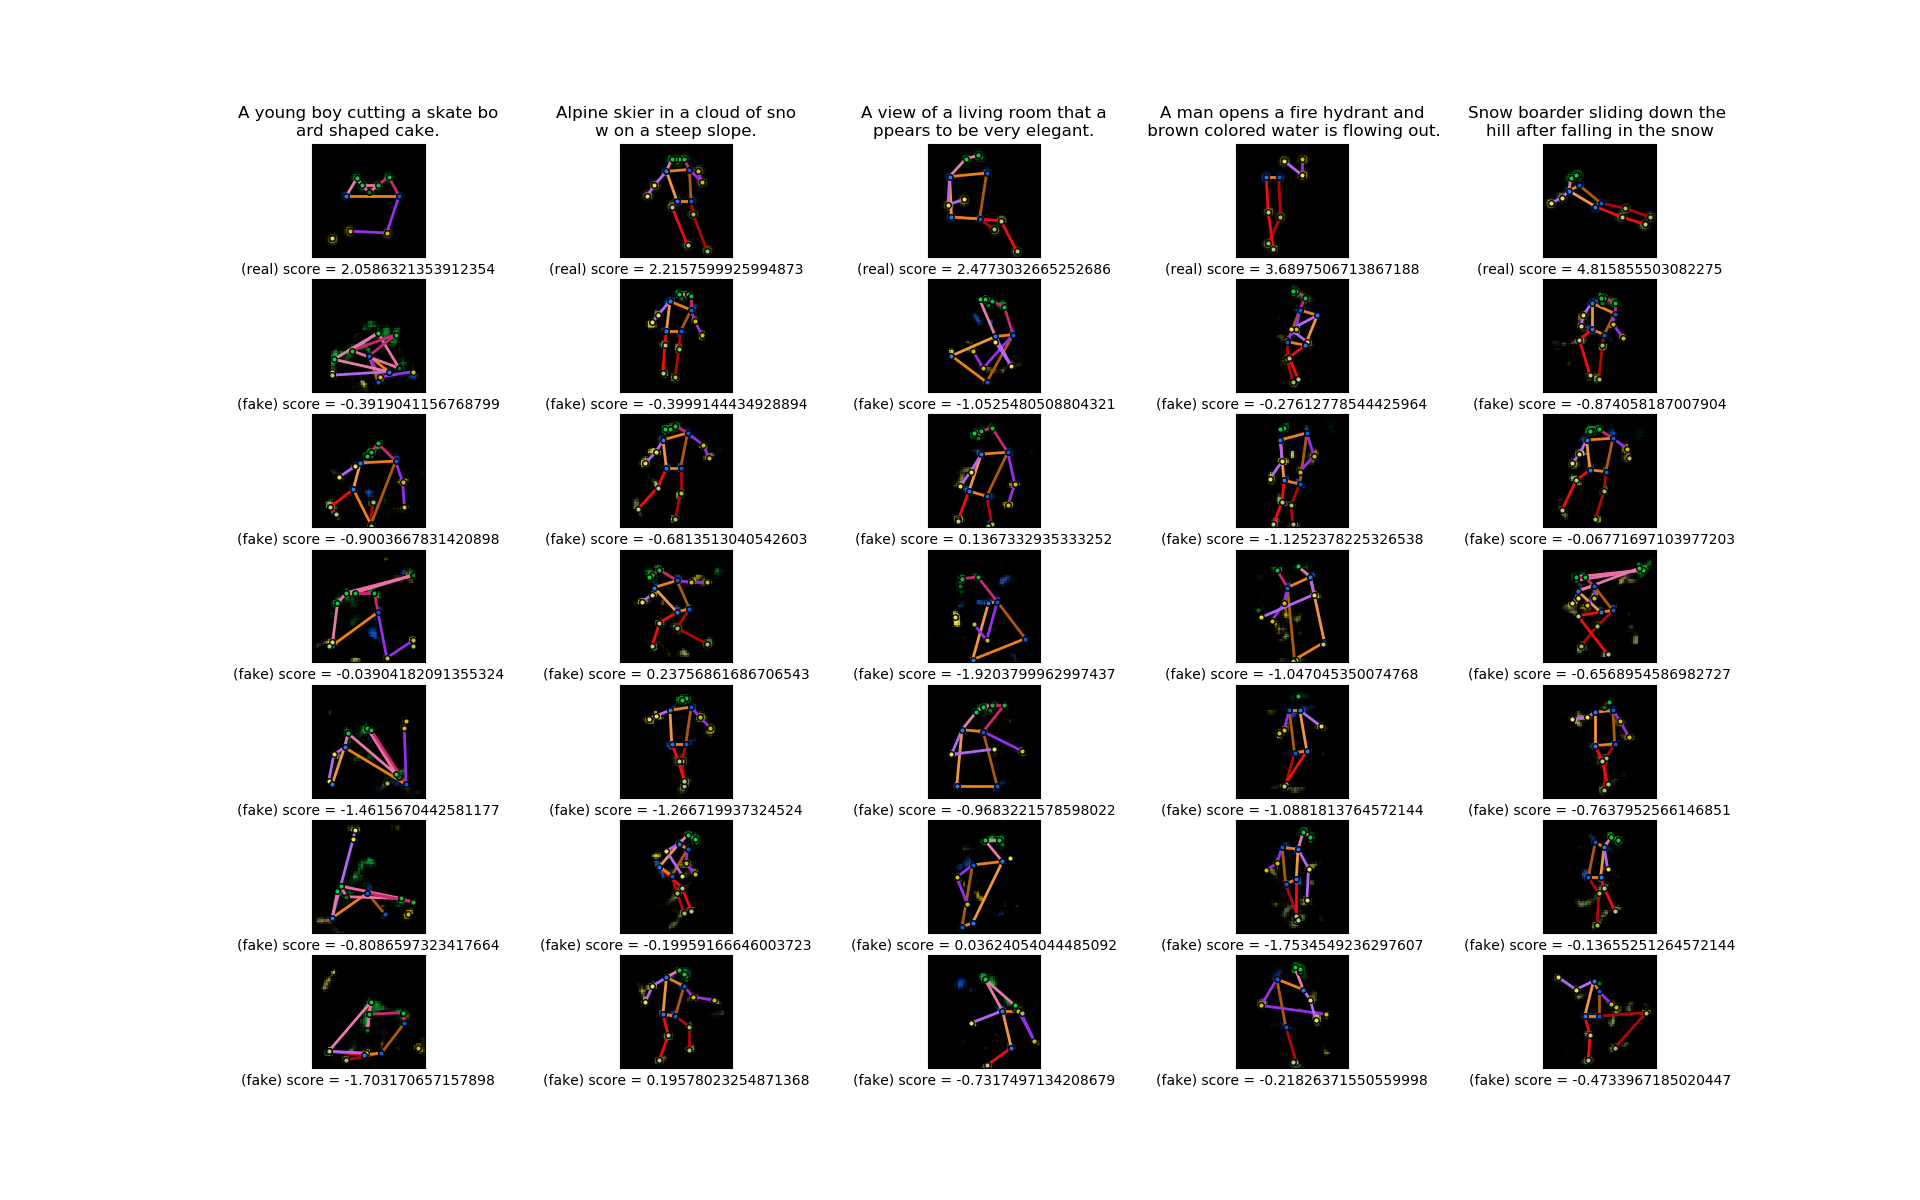 A young boy cutting a skate bo
ard shaped cake.
Alpine skier in a cloud of sno
w on a steep slope.
A view of a living room that a
ppears to be very elegant.
A man opens a fire hydrant and
brown colored water is flowing out.
Snow boarder sliding down the
hill after falling in the snow
(real) score = 2.0586321353912354
(real) score = 2.2157599925994873
(real) score = 2.4773032665252686
(real) score = 3.6897506713867188
(real) score = 4.815855503082275
(fake) score = -0.3919041156768799
(fake) score = -0.3999144434928894
(fake) score = -1.0525480508804321
(fake) score = -0.27612778544425964
(fake) score = -0.874058187007904
(fake) score = -0.9003667831420898
(fake) score = -0.6813513040542603
(fake) score = 0.1367332935333252
(fake) score = -1.1252378225326538
(fake) score = -0.06771697103977203
(fake) score = -0.03904182091355324
(fake) score = 0.23756861686706543
(fake) score = -1.9203799962997437
(fake) score = -1.047045350074768
(fake) score = -0.6568954586982727
(fake) score = -1.4615670442581177
(fake) score = -1.266719937324524
(fake) score = -0.9683221578598022
(fake) score = -1.0881813764572144
(fake) score = -0.7637952566146851
(fake) score = -0.8086597323417664
(fake) score = -0.19959166646003723
(fake) score = 0.03624054044485092
(fake) score = -1.7534549236297607
(fake) score = -0.13655251264572144
(fake) score = -1.703170657157898
(fake) score = 0.19578023254871368
(fake) score = -0.7317497134208679
(fake) score = -0.21826371550559998
(fake) score = -0.4733967185020447